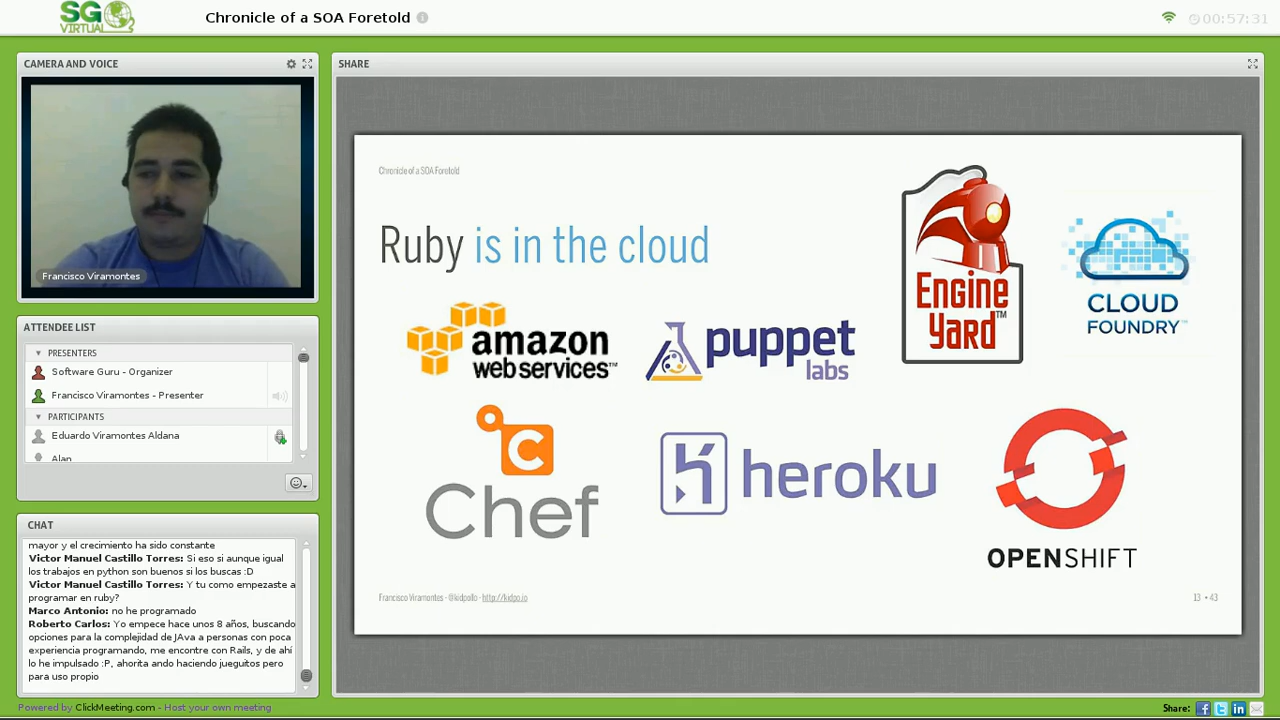 SG
VIRTUAL
Chronicle of a SOA Foretold
00:57:31
CAMERA AND VOICE
Francisco Viramontes
ATTENDEE LIST
PRESENTERS
Software Guru - Organizer
Francisco Viramontes - Presenter
PARTICIPANTS
Eduardo Viramontes Aldana
Alan
CHAT
mayor y el crecimiento ha sido constante
Victor Manuel Castillo Torres: Si eso si aunque igual
los trabajos en python son buenos si los buscas :D
Victor Manuel Castillo Torres: Y tu como empezaste a
programar en ruby?
Marco Antonio: no he programado
Roberto Carlos: Yo empece hace unos 8 años, buscando
opciones para la complejidad de JAva a personas con poca
experiencia programando, me encontre con Rails, y de ahí
lo he impulsado :P, ahorita ando haciendo jueguitos pero
para uso propio
SHARE
Chronicle of a SOA Foretold
Ruby is in the cloud
amazon
web services™
puppet
labs
Engine
Yard™
CLOUD
FOUNDRY™
C
Chef
heroku
OPENSHIFT
Francisco Viramontes - @kidpollo - http://kidpo.io
13 • 43
Powered by ClickMeeting.com - Host your own meeting
Share: